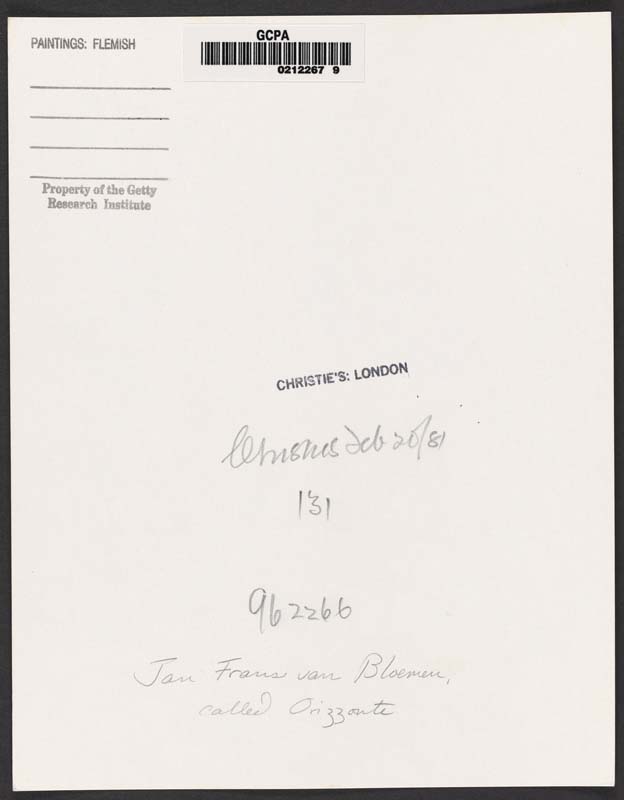 PAINTINGS: FLEMISH
GCPA
0212267 9
Property of the Getty
Research Institute
CHRISTIE'S: LONDON
Christies Feb 20/81
131
962266
Jan Frans van Bloemen,
called Orizzonte